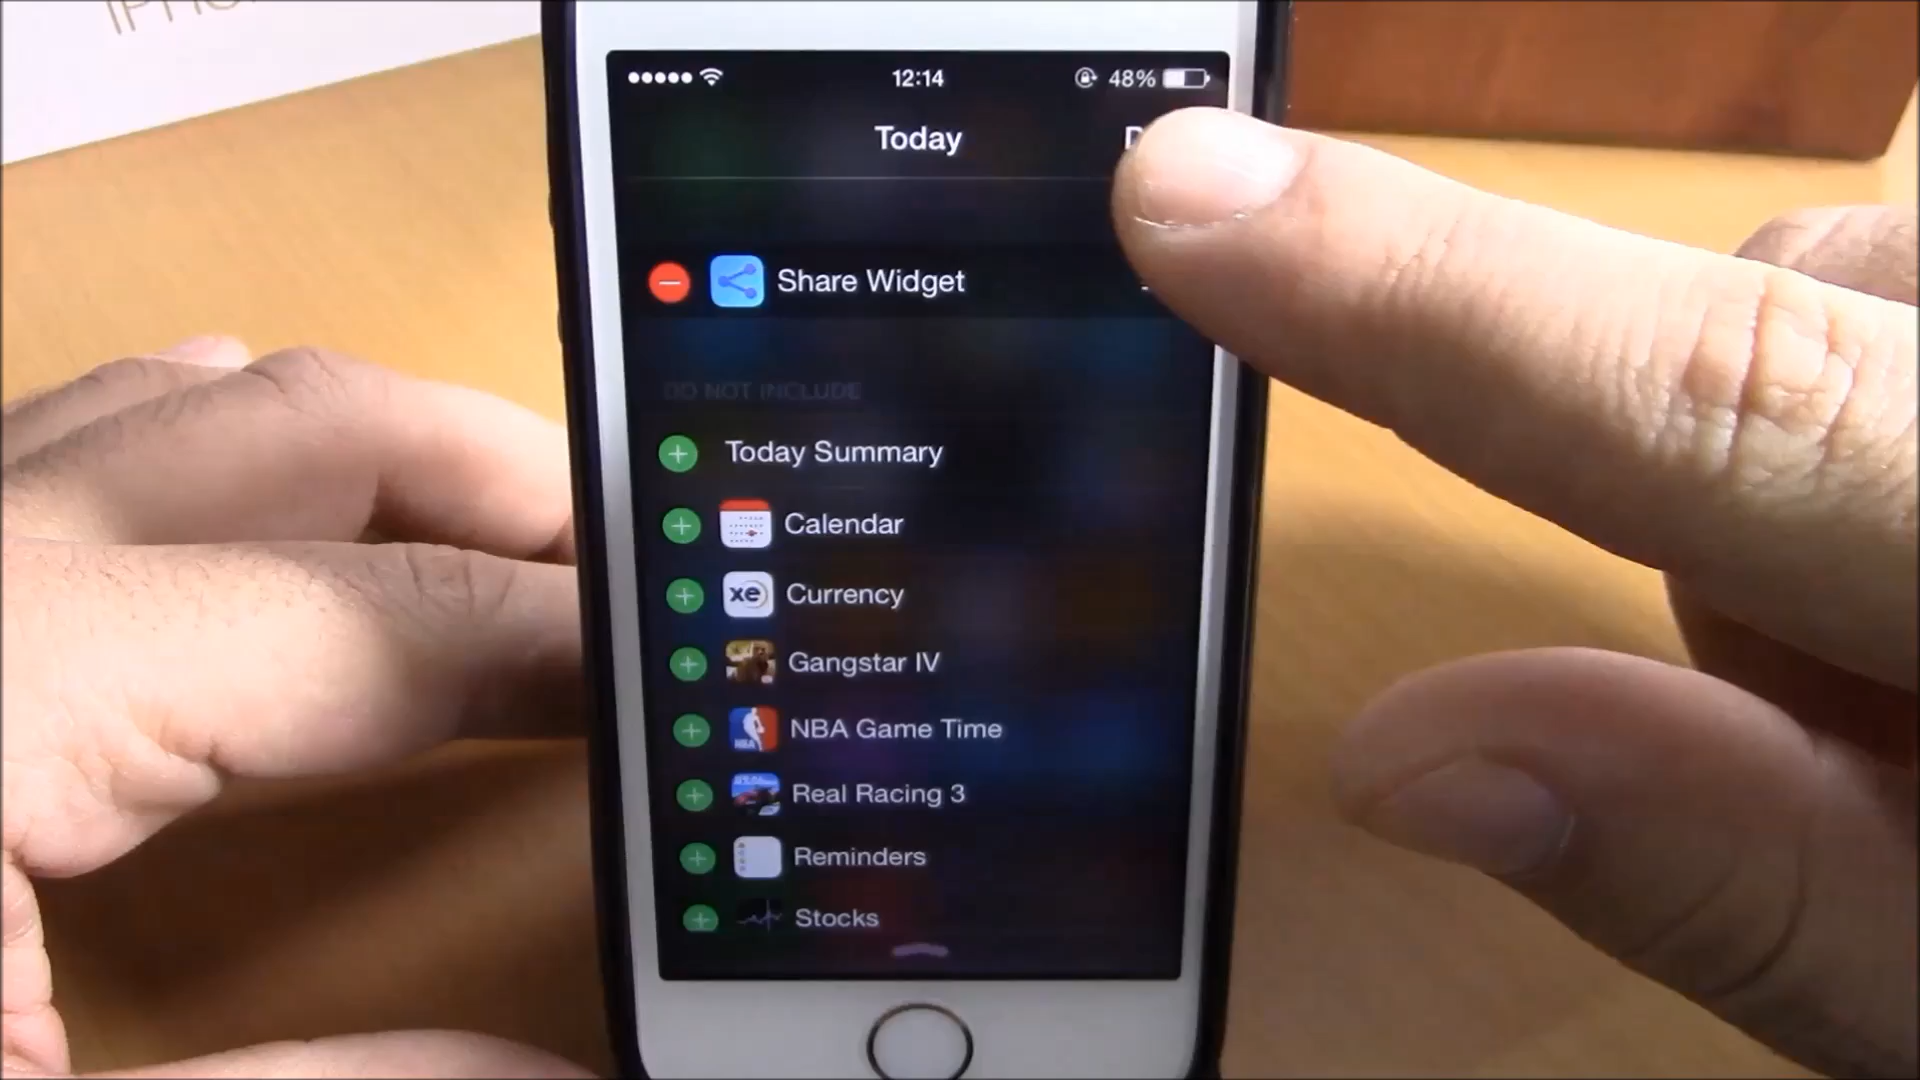 12:14
48%
Today
Share Widget
DO NOT INCLUDE
Today Summary
Calendar
xe
Currency
Gangstar IV
NBA
NBA Game Time
Real Racing 3
Reminders
Stocks